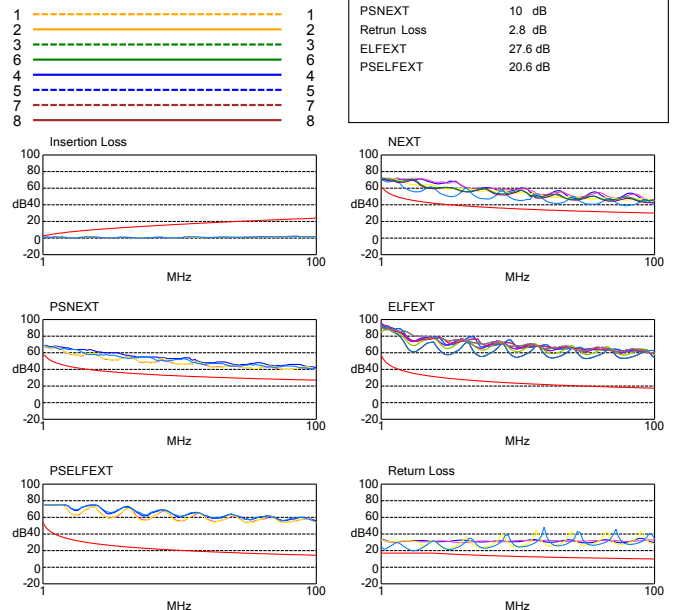 1 1
2 2
3 3
6 6
4 4
5 5
7 7
8 8
PSNEXT 10 dB
Retrun Loss 2.8 dB
ELFEXT 27.6 dB
PSELFEXT 20.6 dB
Insertion Loss
100
80
60
dB40
20
0
-20
1 100
MHz
NEXT
100
80
60
dB40
20
0
-20
1 100
MHz
PSNEXT
100
80
60
dB40
20
0
-20
1 100
MHz
ELFEXT
100
80
60
dB40
20
0
-20
1 100
MHz
PSELFEXT
100
80
60
dB40
20
0
-20
1 100
MHz
Return Loss
100
80
60
dB40
20
0
-20
1 100
MHz